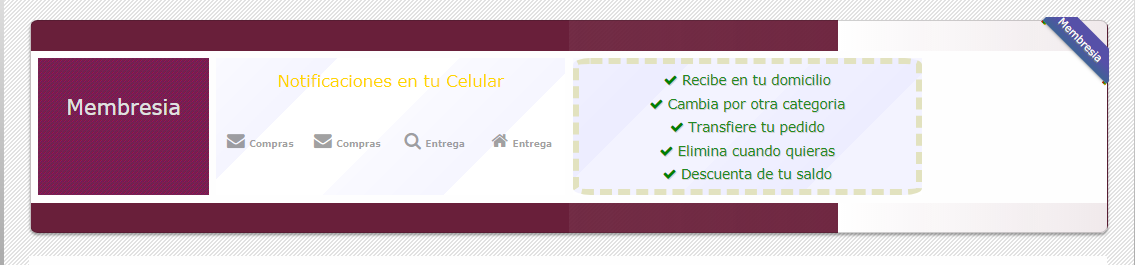 Membresia
Membresia
Notificaciones en tu Celular
Compras Compras Entrega Entrega
Recibe en tu domicilio
Cambia por otra categoria
Transfiere tu pedido
Elimina cuando quieras
Descuenta de tu saldo